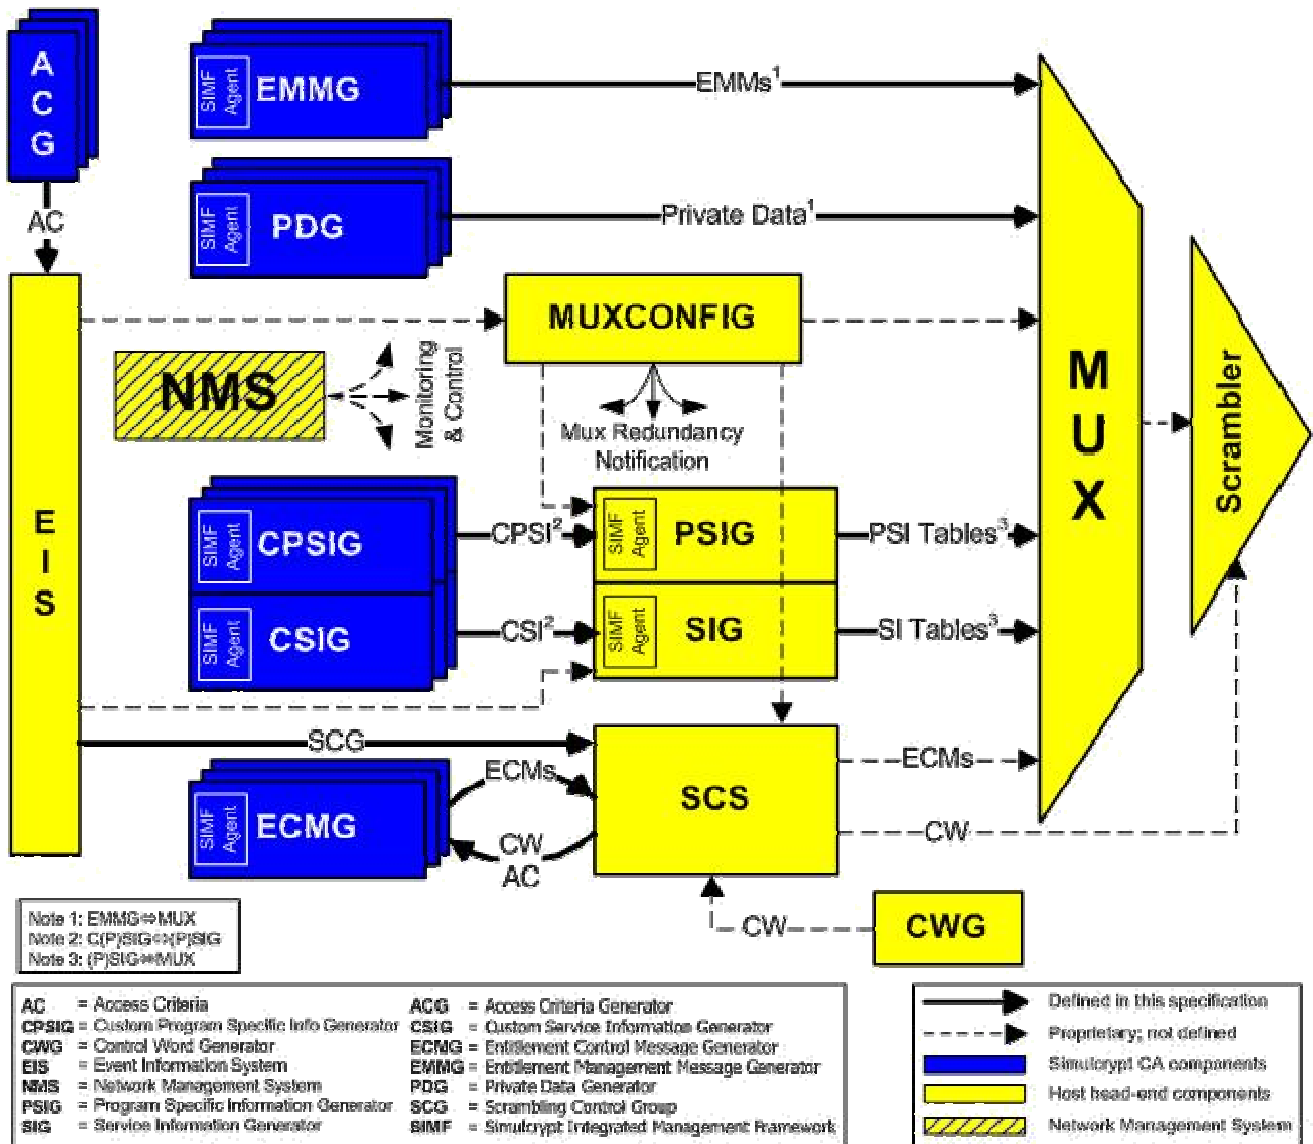 ACG
SIMF Agent
EMMG
EMMs¹
AC
SIMF Agent
PDG
Private Data¹
MUXCONFIG
NMS
Monitoring & Control
Mux Redundancy
Notification
MUX
Scrambler
EIS
SIMF Agent
CPSIG
CPSI²
SIMF Agent
PSIG
PSI Tables³
SIMF Agent
CSIG
CSI²
SIMF Agent
SIG
SI Tables³
SCG
SIMF Agent
ECMG
ECMs
CW
AC
SCS
ECMs
CW
CW
CWG
Note 1: EMMG⇔MUX
Note 2: C(P)SIG⇔(P)SIG
Note 3: (P)SIG⇔MUX
AC = Access Criteria
CPSIG = Custom Program Specific Info Generator
CWG = Control Word Generator
EIS = Event Information System
NMS = Network Management System
PSIG = Program Specific Information Generator
SIG = Service Information Generator
ACG = Access Criteria Generator
CSIG = Custom Service Information Generator
ECMG = Entitlement Control Message Generator
EMMG = Entitlement Management Message Generator
PDG = Private Data Generator
SCG = Scrambling Control Group
SIMF = Simulcrypt Integrated Management Framework
Defined in this specification
Proprietary; not defined
Simulcrypt CA components
Host head-end components
Network Management System